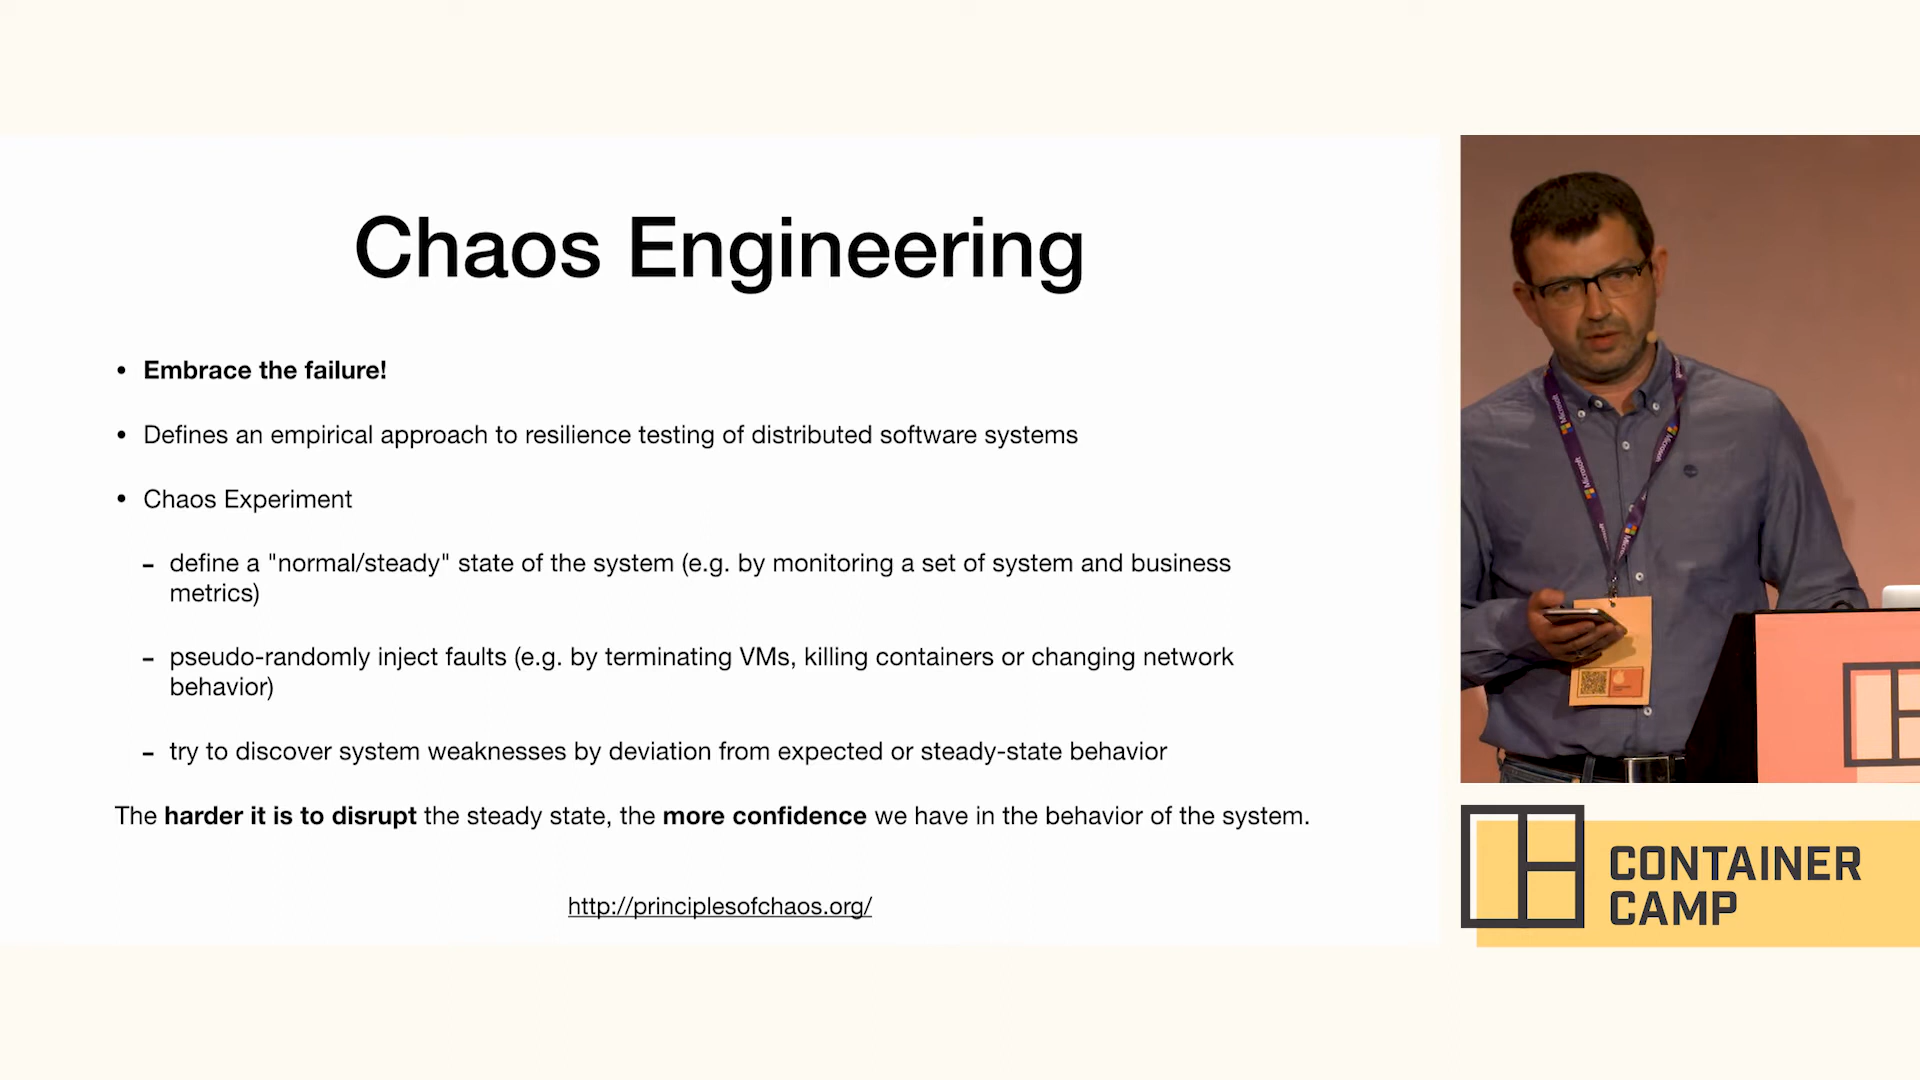 Chaos Engineering
• Embrace the failure!
• Defines an empirical approach to resilience testing of distributed software systems
• Chaos Experiment
- define a "normal/steady" state of the system (e.g. by monitoring a set of system and business
metrics)
- pseudo-randomly inject faults (e.g. by terminating VMs, killing containers or changing network
behavior)
- try to discover system weaknesses by deviation from expected or steady-state behavior
The harder it is to disrupt the steady state, the more confidence we have in the behavior of the system.
http://principlesofchaos.org/
Microsoft
Microsoft
Microsoft
CONTAINER
CAMP